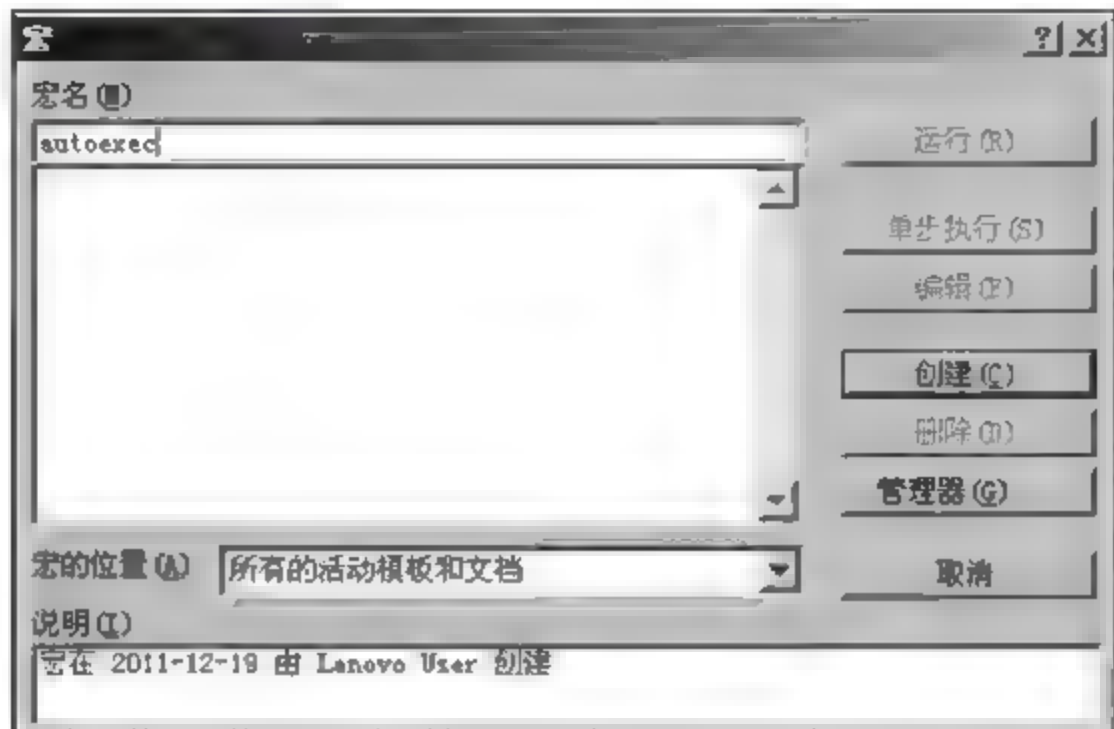 宏
宏名(M)
autoexec
运行(R)
单步执行(S)
编辑(E)
创建(C)
删除(D)
管理器(G)
宏的位置(A) 所有的活动模板和文档
取消
说明(I)
宏在 2011-12-19 由 Lenovo User 创建